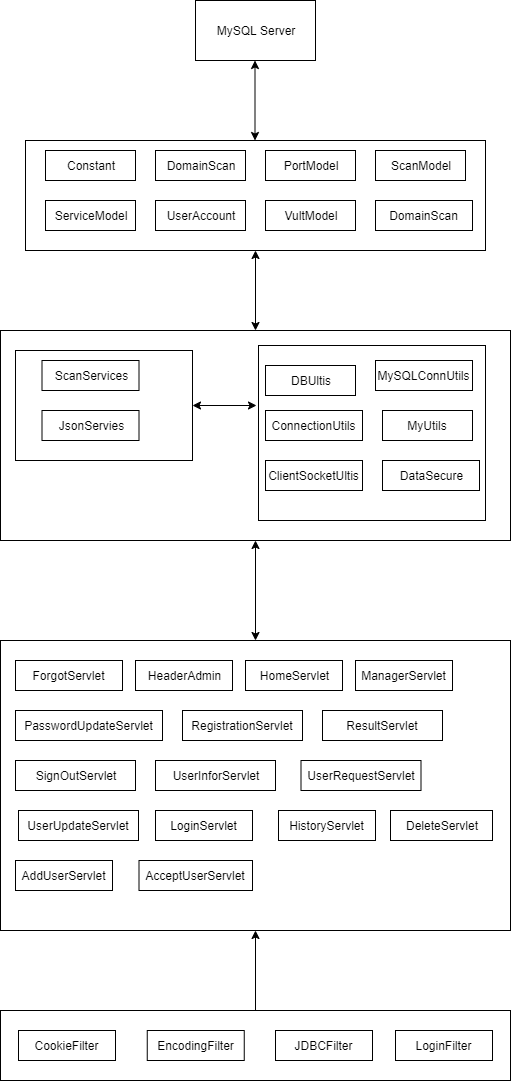 MySQL Server
Constant
DomainScan
PortModel
ScanModel
ServiceModel
UserAccount
VultModel
DomainScan
ScanServices
JsonServies
DBUltis
MySQLConnUtils
ConnectionUtils
MyUtils
ClientSocketUltis
DataSecure
ForgotServlet
HeaderAdmin
HomeServlet
ManagerServlet
PasswordUpdateServlet
RegistrationServlet
ResultServlet
SignOutServlet
UserInforServlet
UserRequestServlet
UserUpdateServlet
LoginServlet
HistoryServlet
DeleteServlet
AddUserServlet
AcceptUserServlet
CookieFilter
EncodingFilter
JDBCFilter
LoginFilter